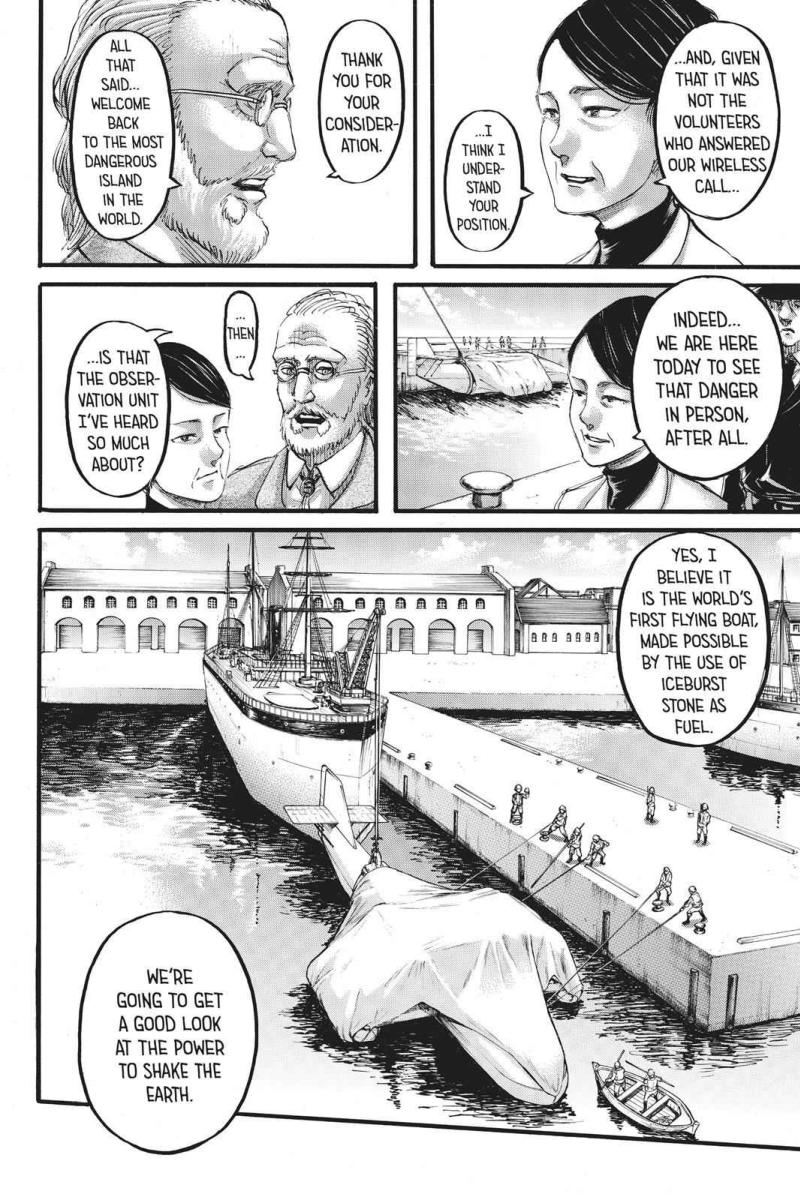 ...AND, GIVEN
THAT IT WAS
NOT THE
VOLUNTEERS
WHO ANSWERED
OUR WIRELESS
CALL...
...I
THINK I
UNDER-
STAND
YOUR
POSITION.
THANK
YOU FOR
YOUR
CONSIDER-
ATION.
ALL
THAT
SAID...
WELCOME
BACK
TO THE MOST
DANGEROUS
ISLAND
IN THE
WORLD.
INDEED...
WE ARE HERE
TODAY TO SEE
THAT DANGER
IN PERSON,
AFTER ALL.
...
THEN
...
...IS THAT
THE OBSER-
VATION UNIT
I'VE HEARD
SO MUCH
ABOUT?
YES, I
BELIEVE IT
IS THE WORLD'S
FIRST FLYING BOAT,
MADE POSSIBLE
BY THE USE OF
ICEBURST
STONE AS
FUEL.
WE'RE
GOING TO GET
A GOOD LOOK
AT THE POWER
TO SHAKE THE
EARTH.